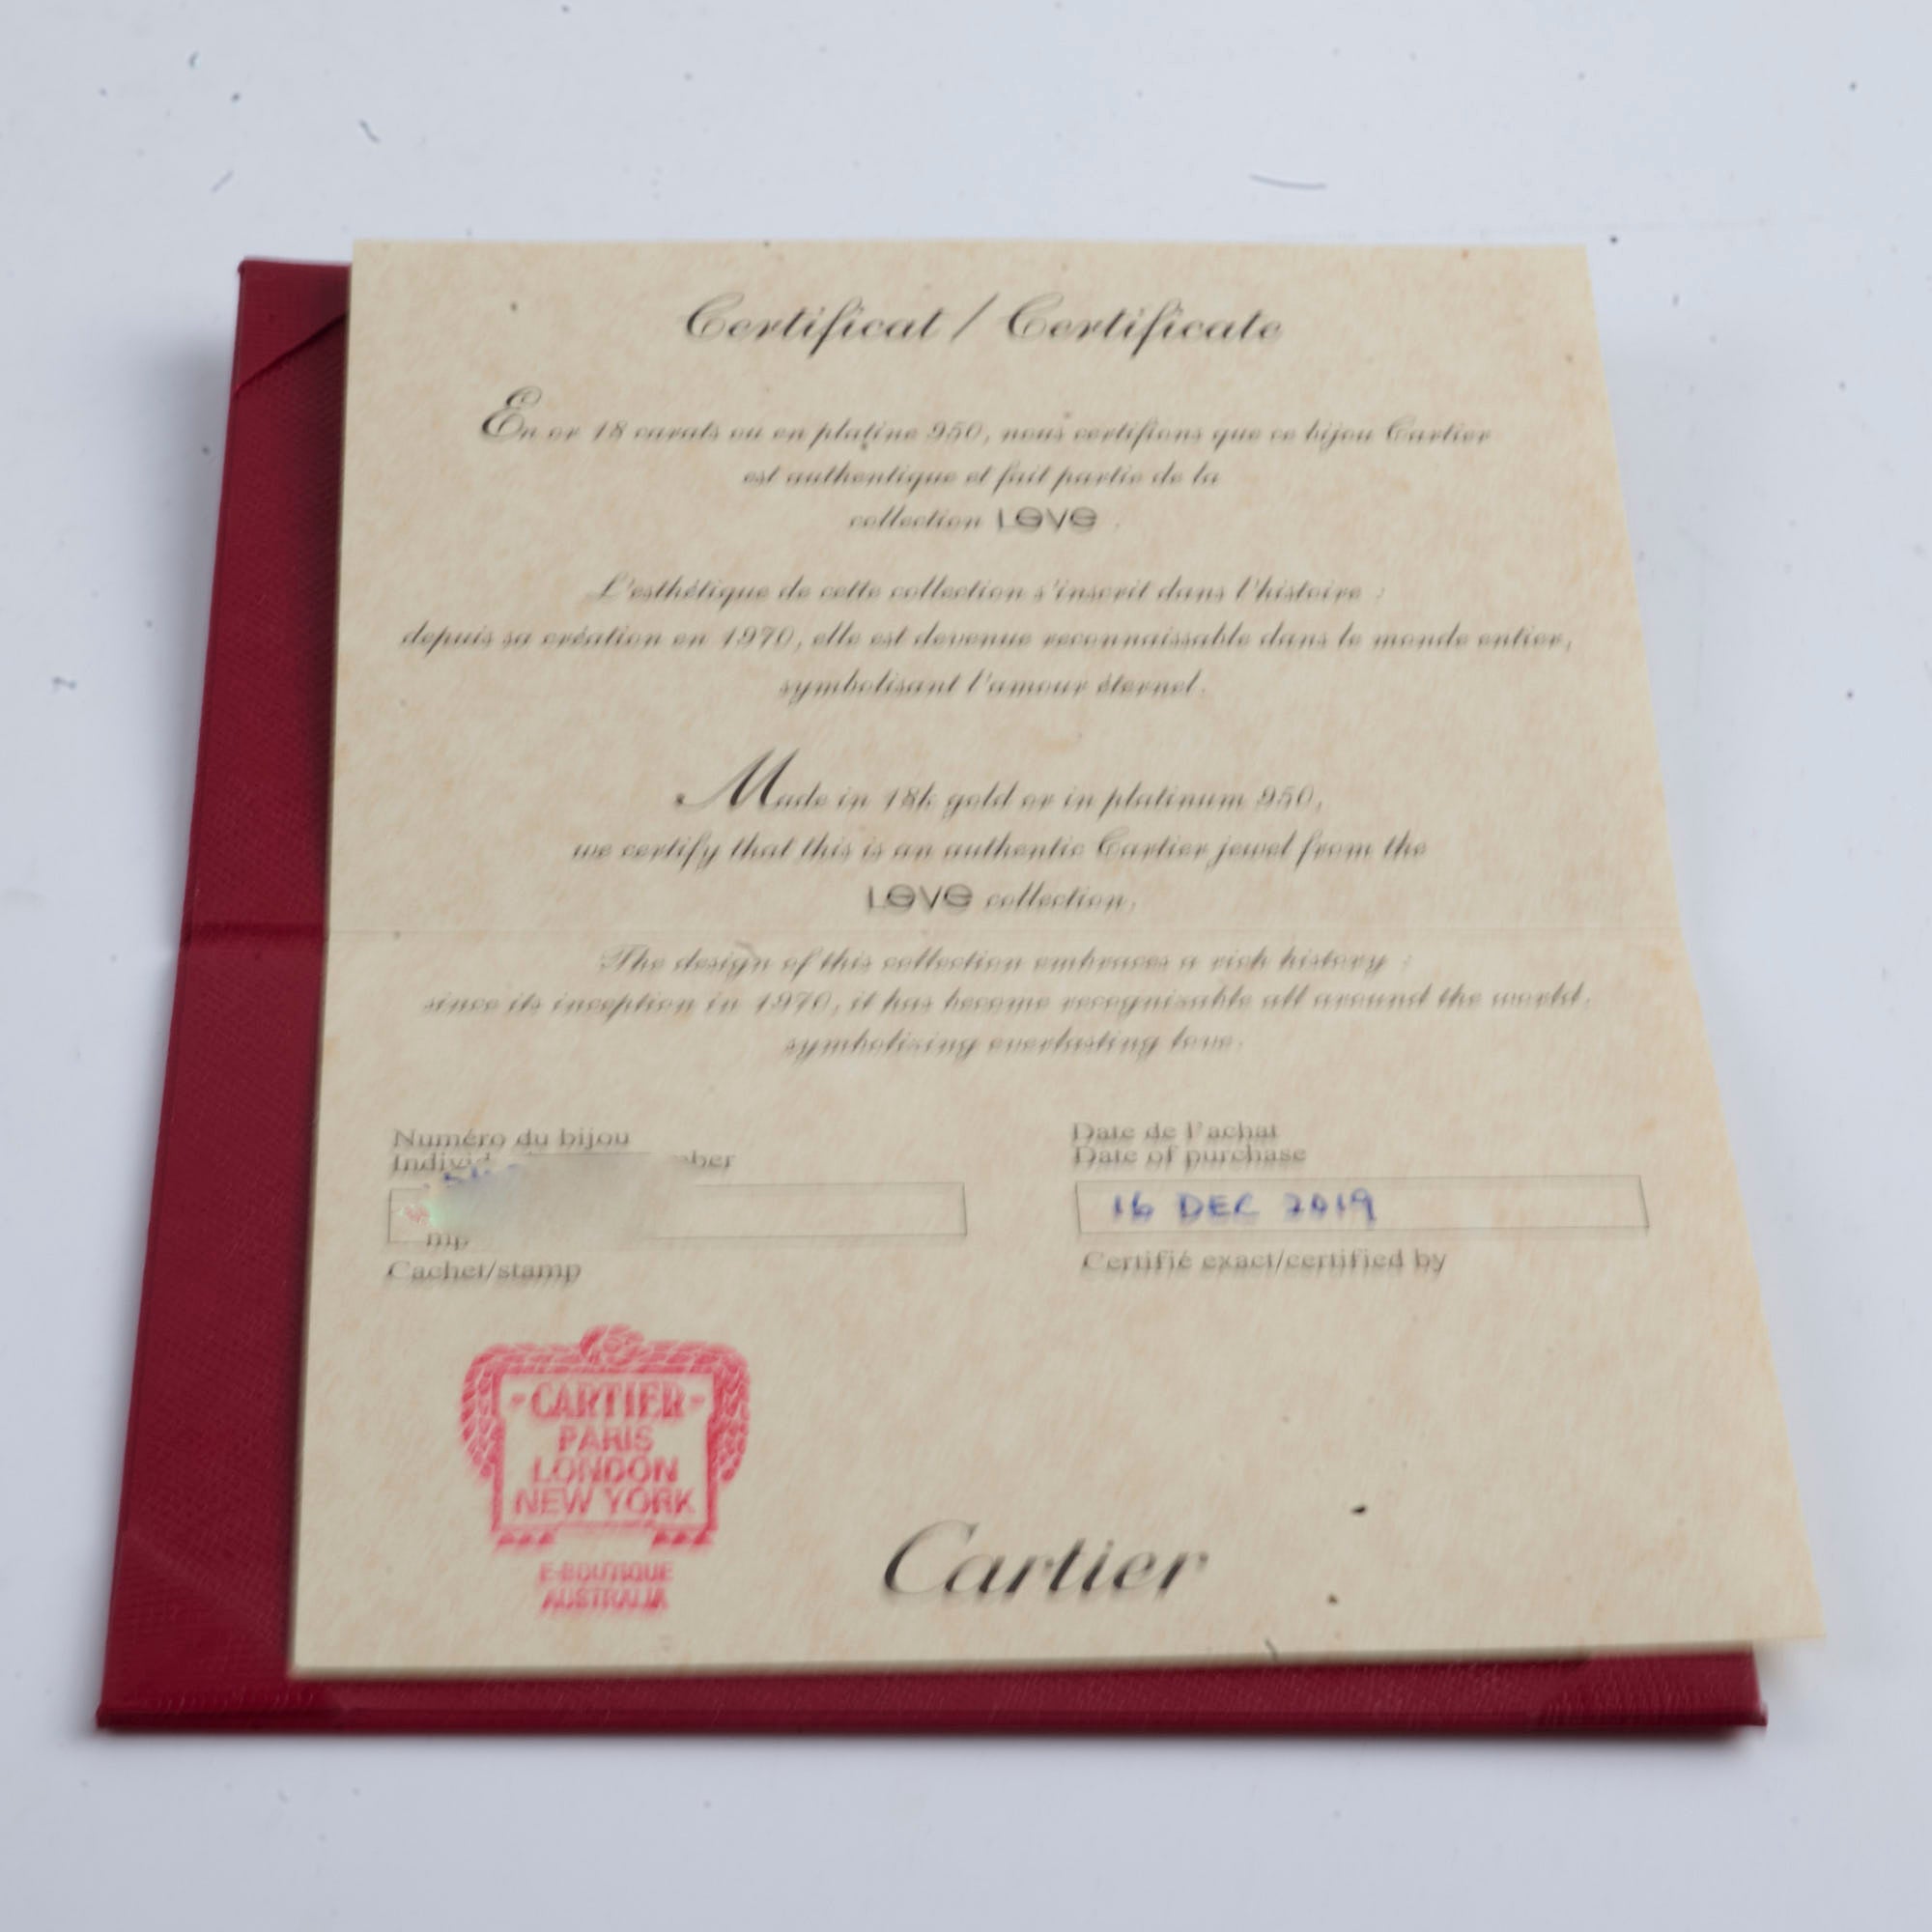 Certificat / Certificate
En or 18 carats ou en platine 950, nous certifions que ce bijou Cartier
est authentique et fait partie de la
collection LOVE .
L'esthétique de cette collection s'inscrit dans l'histoire :
depuis sa création en 1970, elle est devenue reconnaissable dans le monde entier,
symbolisant l'amour éternel.
Made in 18k gold or in platinum 950,
we certify that this is an authentic Cartier jewel from the
LOVE collection.
The design of this collection embraces a rich history :
since its inception in 1970, it has become recognisable all around the world,
symbolizing everlasting love.
Numéro du bijou
Date de l'achat
Date of purchase
16 DEC 2019
Cachet/stamp
Certifié exact/certified by
CARTIER
PARIS
LONDON
NEW YORK
E-BOUTIQUE
AUSTRALIA
Cartier